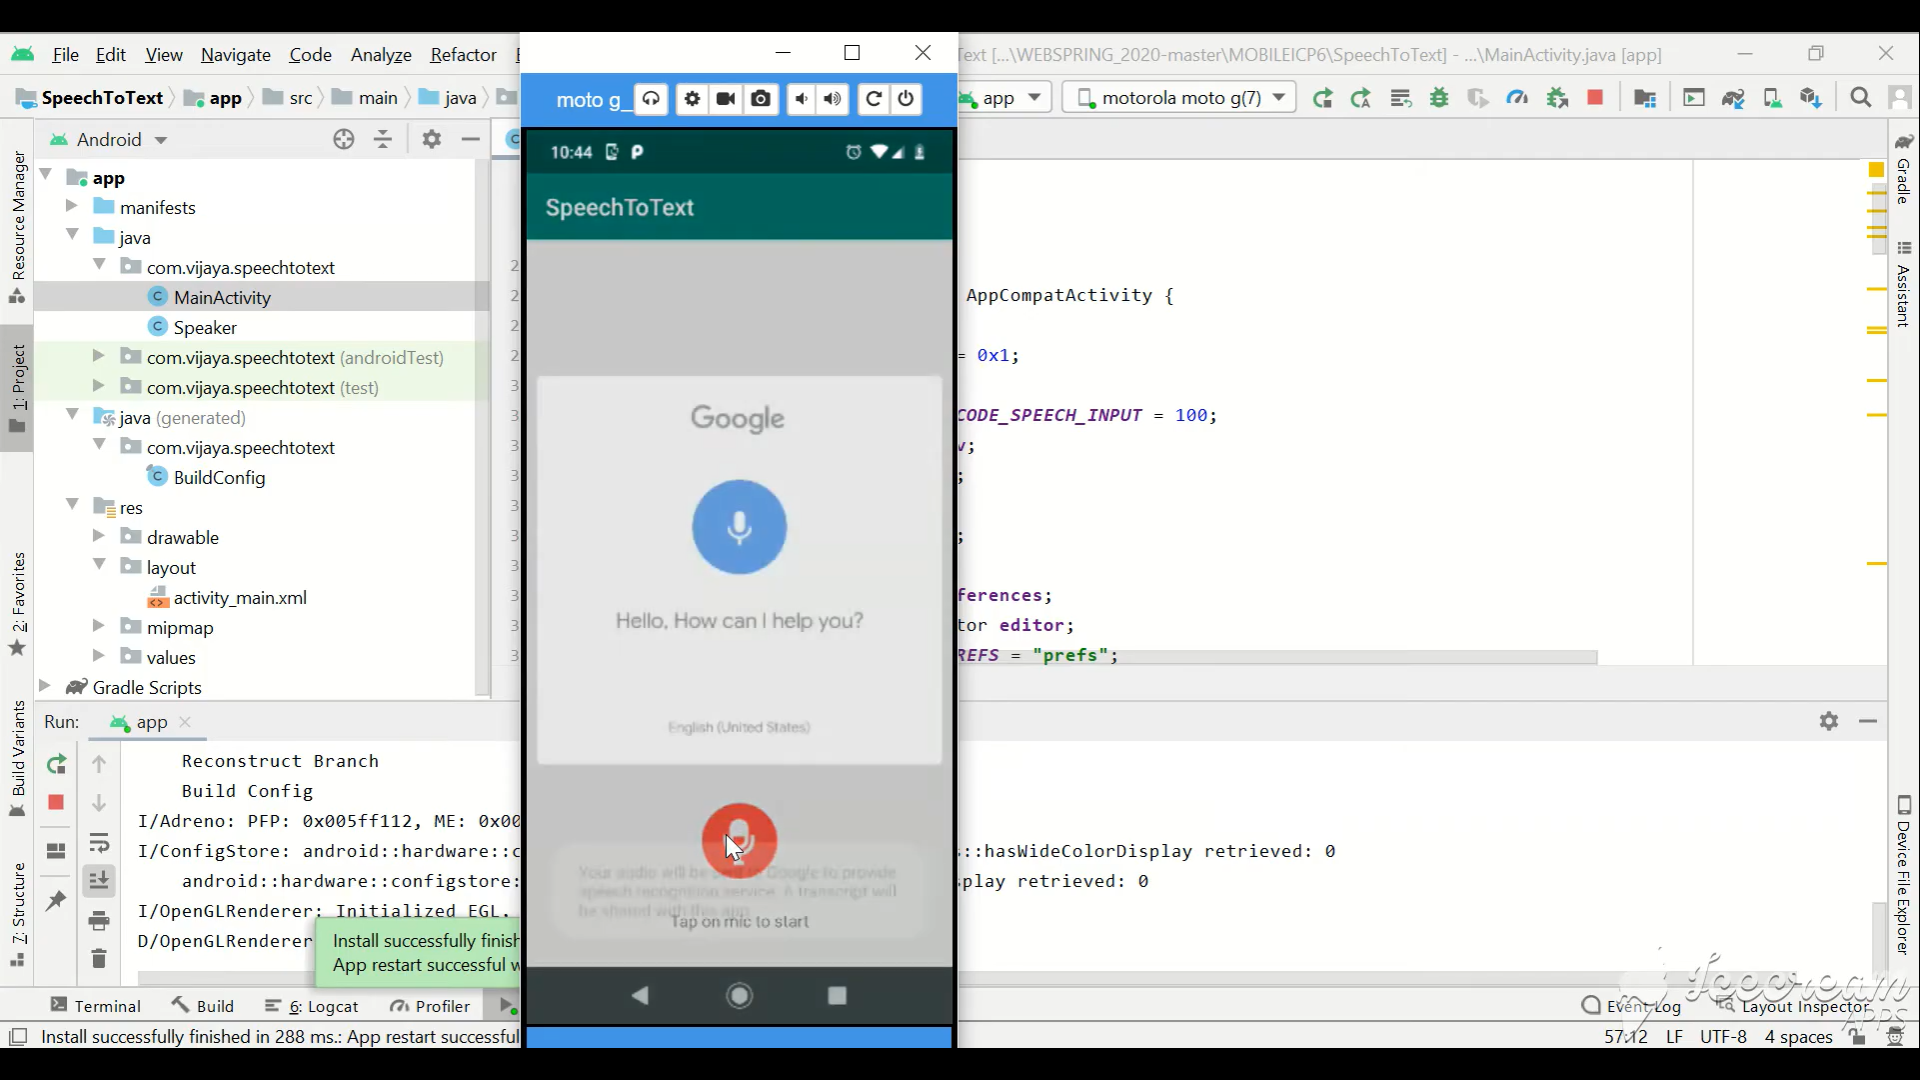 File Edit View Navigate Code Analyze Refactor
Text [...\WEBSPRING_2020-master\MOBILEICP6\SpeechToText] - ...\MainActivity.java [app]
SpeechToText app src main java
moto g_
app motorola moto g(7)
Android
app
manifests
java
com.vijaya.speechtotext
MainActivity
Speaker
com.vijaya.speechtotext (androidTest)
com.vijaya.speechtotext (test)
java (generated)
com.vijaya.speechtotext
BuildConfig
res
drawable
layout
activity_main.xml
mipmap
values
Gradle Scripts
Resource Manager
1: Project
2: Favorites
Build Variants
7: Structure
10:44
SpeechToText
Google
Hello, How can I help you?
English (United States)
Your audio will be sent to Google to provide
speech recognition service. A transcript will
be shared with this app.
Tap on mic to start
AppCompatActivity {
= 0x1;
CODE_SPEECH_INPUT = 100;
v;
;
;
ferences;
tor editor;
REFS = "prefs";
Gradle
Assistant
Device File Explorer
Run: app
Reconstruct Branch
Build Config
I/Adreno: PFP: 0x005ff112, ME: 0x00
I/ConfigStore: android::hardware::c
::hasWideColorDisplay retrieved: 0
android::hardware::configstore:
play retrieved: 0
I/OpenGLRenderer: Initialized EGL,
D/OpenGLRenderer
Install successfully finish
App restart successful w
Terminal Build 6: Logcat Profiler
Event Log Layout Inspector
Icecream
APPS
Install successfully finished in 288 ms.: App restart successful
57:12 LF UTF-8 4 spaces